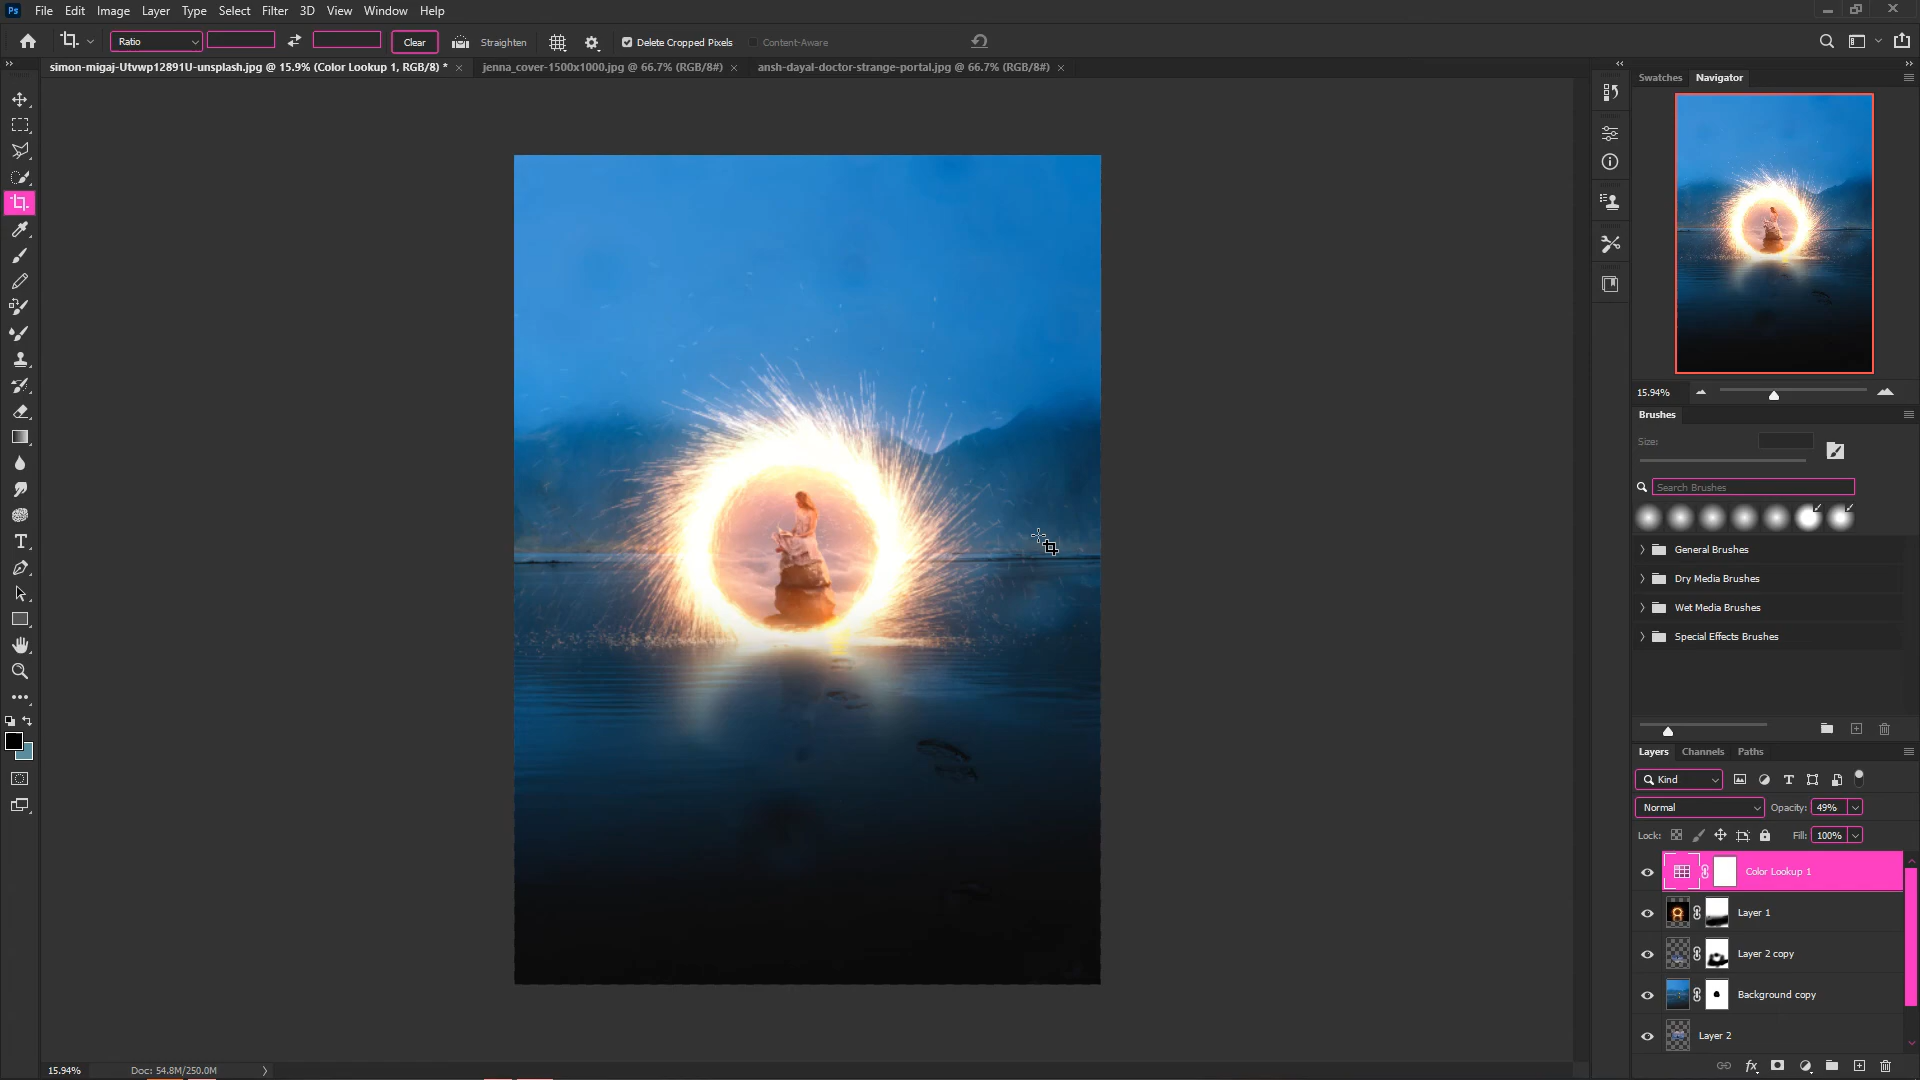 Ps File Edit Image Layer Type Select Filter 3D View Window Help
Ratio Clear Straighten Delete Cropped Pixels Content-Aware
simon-migaj-Utvwp12891U-unsplash.jpg @ 15.9% (Color Lookup 1, RGB/8) * jenna_cover-1500x1000.jpg @ 66.7% (RGB/8#) ansh-dayal-doctor-strange-portal.jpg @ 66.7% (RGB/8#)
Swatches Navigator
15.94%
Brushes
Size:
Search Brushes
General Brushes
Dry Media Brushes
Wet Media Brushes
Special Effects Brushes
Layers Channels Paths
Kind
Normal Opacity: 49%
Lock: Fill: 100%
Color Lookup 1
Layer 1
Layer 2 copy
Background copy
Layer 2
15.94% Doc: 54.8M/250.0M